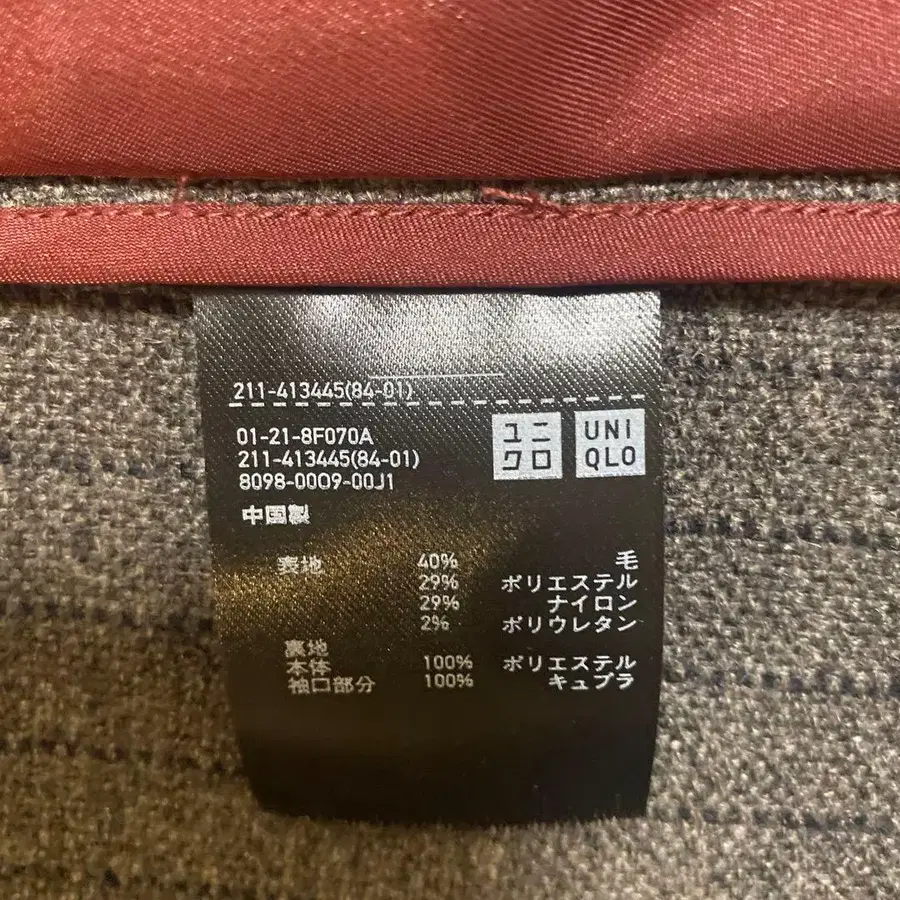 211-413445(84-01)
01-21-8F070A
211-413445(84-01)
8098-0009-00J1
中国製
ユニ
クロ
UNI
QLO
表地 40% 毛
29% ポリエステル
29% ナイロン
2% ポリウレタン
裏地
本体 100% ポリエステル
袖口部分 100% キュプラ